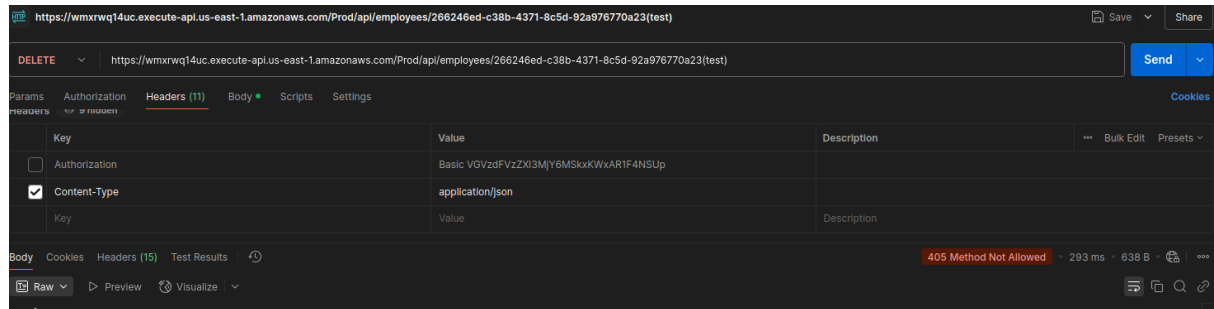 HTTP https://wmxrwq14uc.execute-api.us-east-1.amazonaws.com/Prod/api/employees/266246ed-c38b-4371-8c5d-92a976770a23(test) Save Share
DELETE https://wmxrwq14uc.execute-api.us-east-1.amazonaws.com/Prod/api/employees/266246ed-c38b-4371-8c5d-92a976770a23(test) Send
Params Authorization Headers (11) Body Scripts Settings Cookies
Headers 9 hidden
Key Value Description Bulk Edit Presets
Authorization Basic VGVzdFVzZXI3MjY6MSkxKWxAR1F4NSUp
Content-Type application/json
Key Value Description
Body Cookies Headers (15) Test Results 405 Method Not Allowed 293 ms 638 B
Raw Preview Visualize